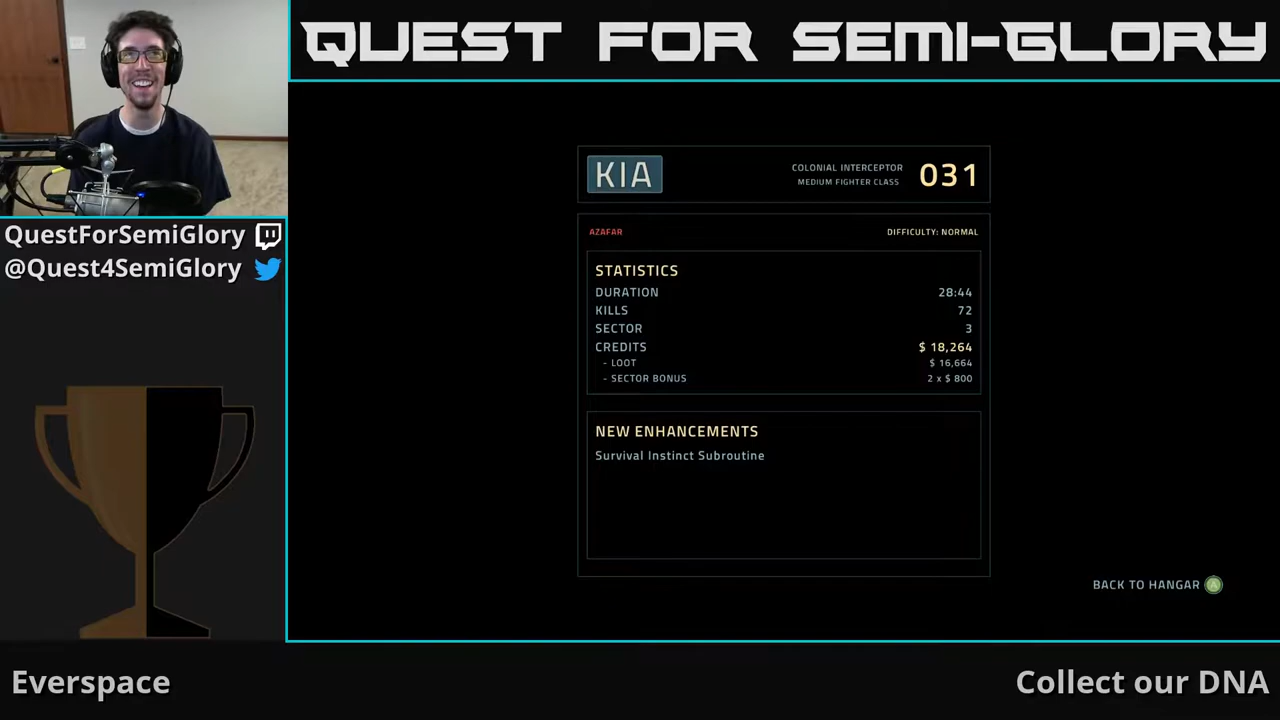 QUEST FOR SEMI-GLORY
KIA
COLONIAL INTERCEPTOR
MEDIUM FIGHTER CLASS
031
QuestForSemiGlory
@Quest4SemiGlory
AZAFAR
DIFFICULTY: NORMAL
STATISTICS
DURATION 28:44
KILLS 72
SECTOR 3
CREDITS $ 18,264
- LOOT $ 16,664
- SECTOR BONUS 2 x $ 800
NEW ENHANCEMENTS
Survival Instinct Subroutine
BACK TO HANGAR A
Everspace
Collect our DNA